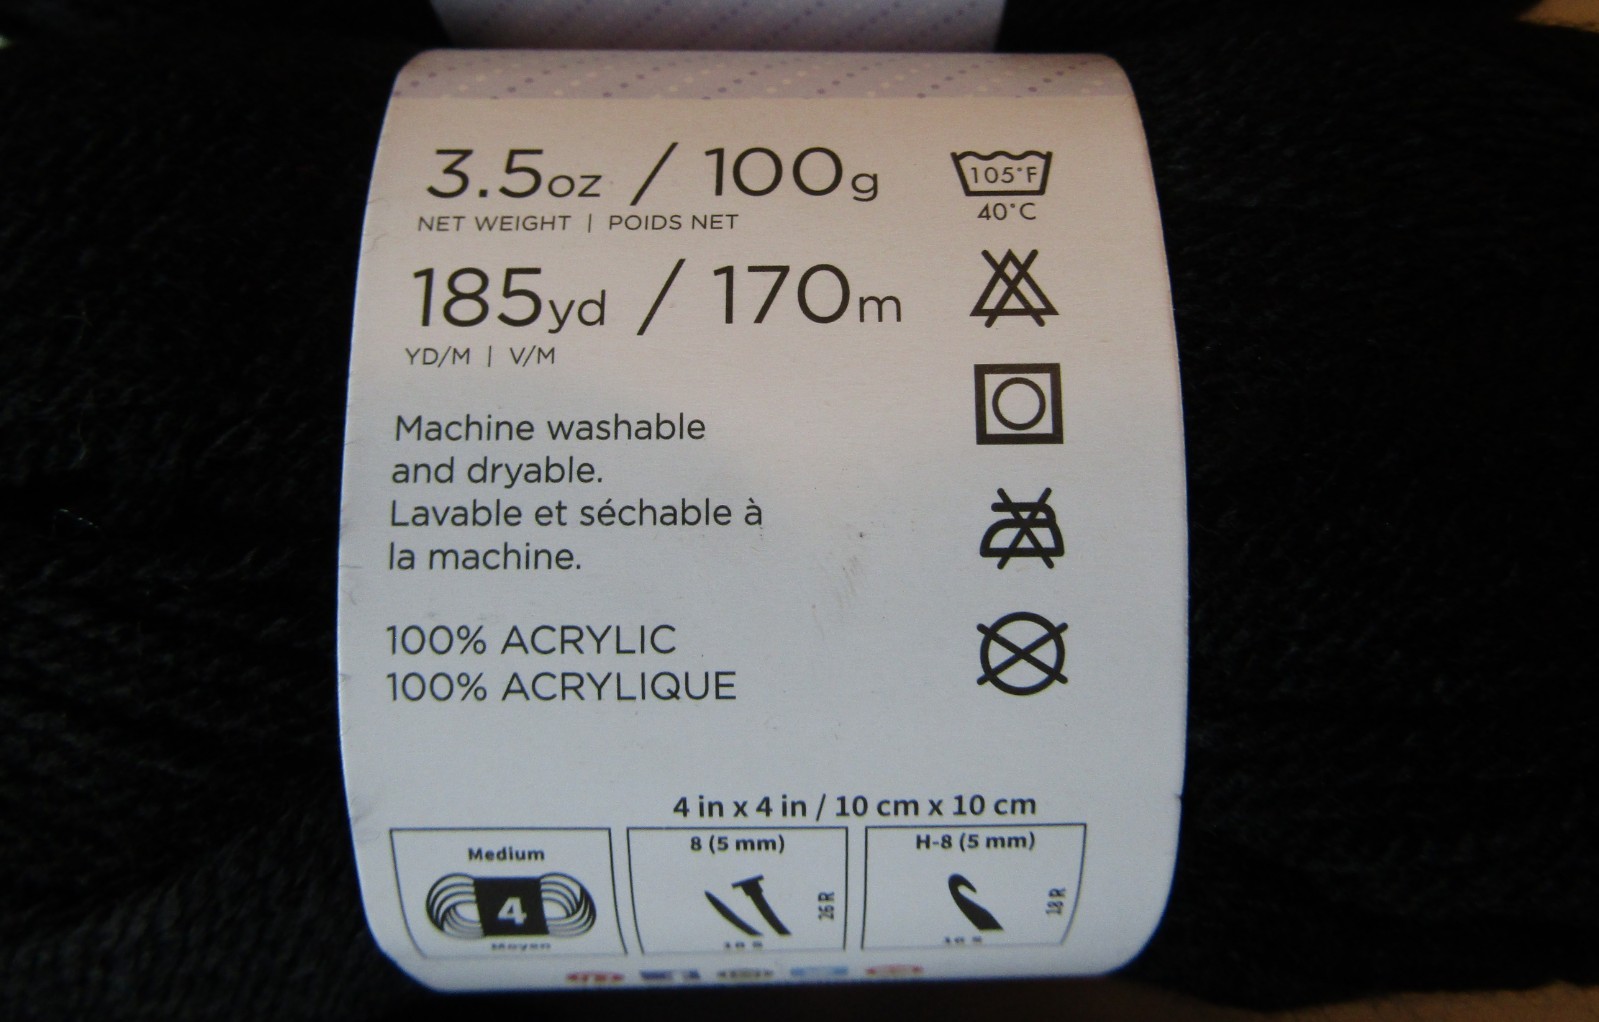 3.5oz / 100g
NET WEIGHT | POIDS NET
185yd / 170m
YD/M | V/M
105°F
40°C
Machine washable
and dryable.
Lavable et séchable à
la machine.
100% ACRYLIC
100% ACRYLIQUE
4 in x 4 in / 10 cm x 10 cm
Medium
4
Moyen
8 (5 mm)
26 R
H-8 (5 mm)
18 R